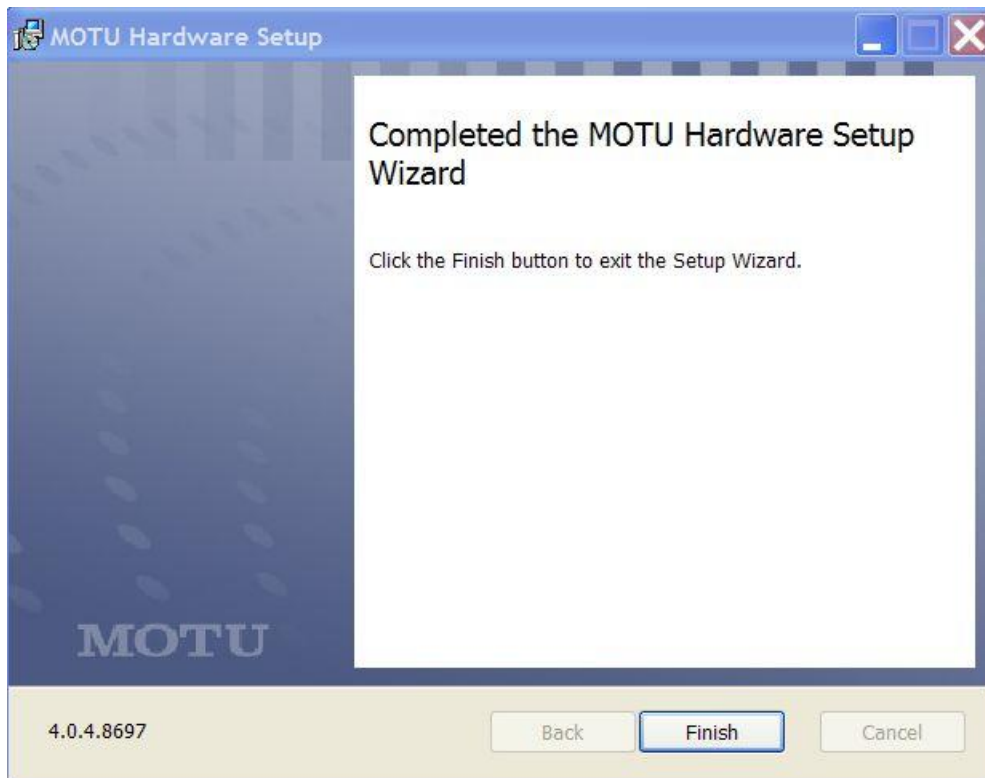 MOTU Hardware Setup
Completed the MOTU Hardware Setup
Wizard
Click the Finish button to exit the Setup Wizard.
MOTU
4.0.4.8697
Back
Finish
Cancel